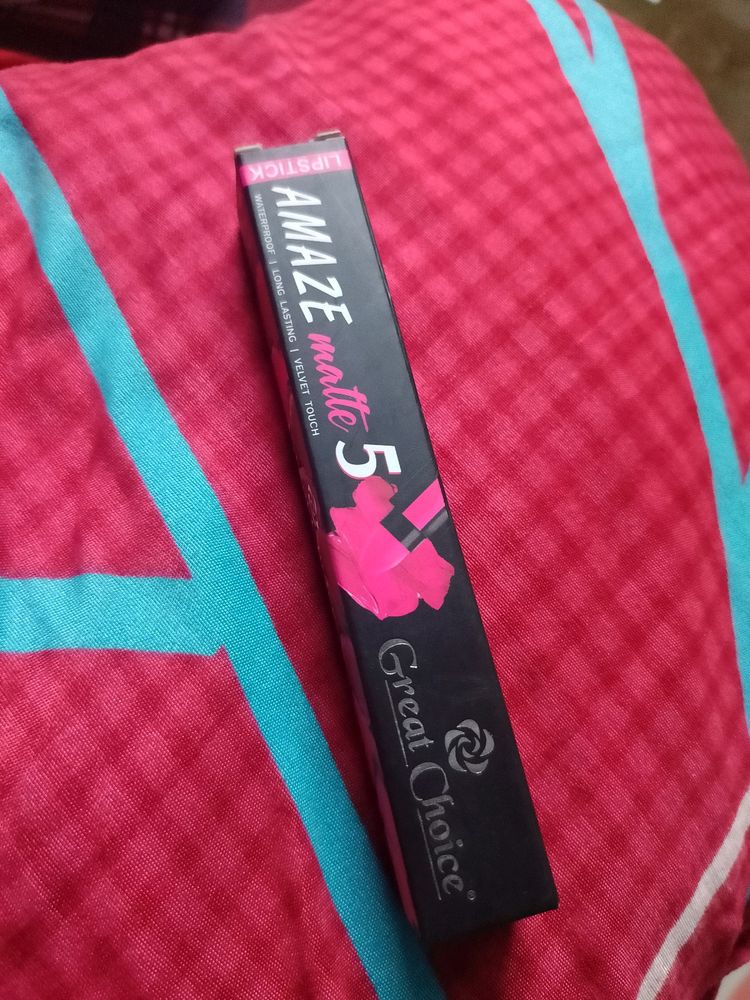 LIPSTICK
AMAZE matte 5
WATERPROOF | LONG LASTING | VELVET TOUCH
Great Choice®